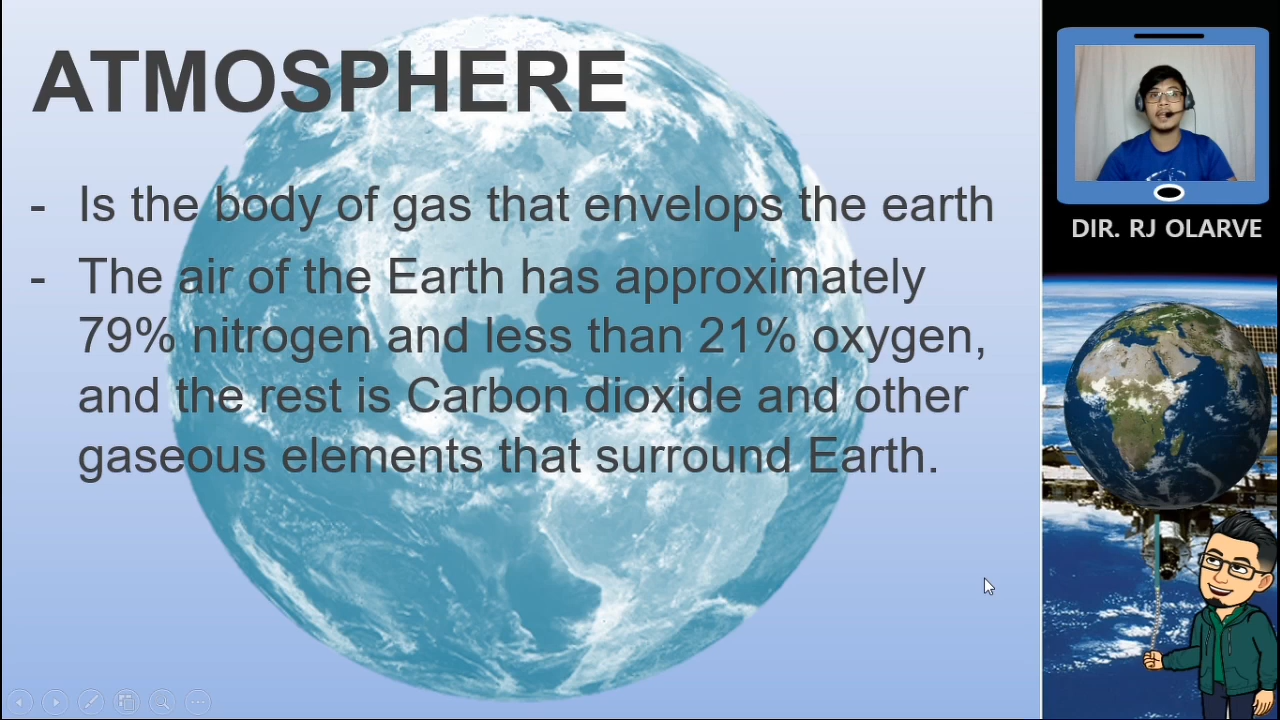 ATMOSPHERE
- Is the body of gas that envelops the earth
- The air of the Earth has approximately
79% nitrogen and less than 21% oxygen,
and the rest is Carbon dioxide and other
gaseous elements that surround Earth.
DIR. RJ OLARVE